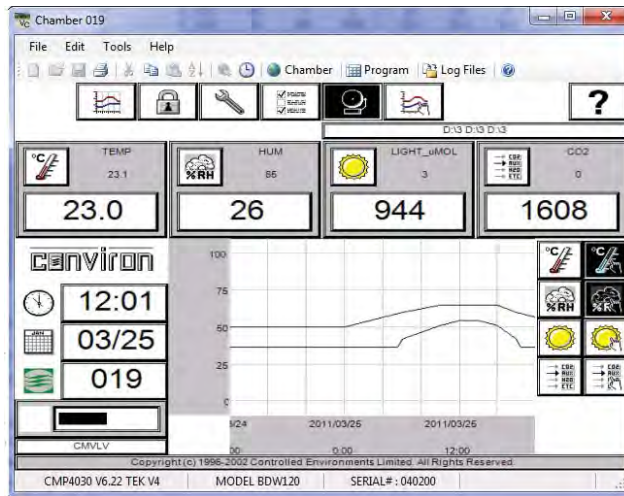 Chamber 019
File Edit Tools Help
Chamber Program Log Files
?
D:\3 D:\3 D:\3
°C TEMP 23.1
%RH HUM 65
LIGHT_uMOL 3
CO2 0
23.0 26 944 1608
CONVIRON
12:01
03/25
019
CMVLV
100
75
50
25
0
3/24 2011/03/25 2011/03/25
00 0:00 12:00
Copyright (c) 1996-2002 Controlled Environments Limited. All Rights Reserved.
CMP4030 V6.22 TEK V4 MODEL BDW120 SERIAL# : 040200